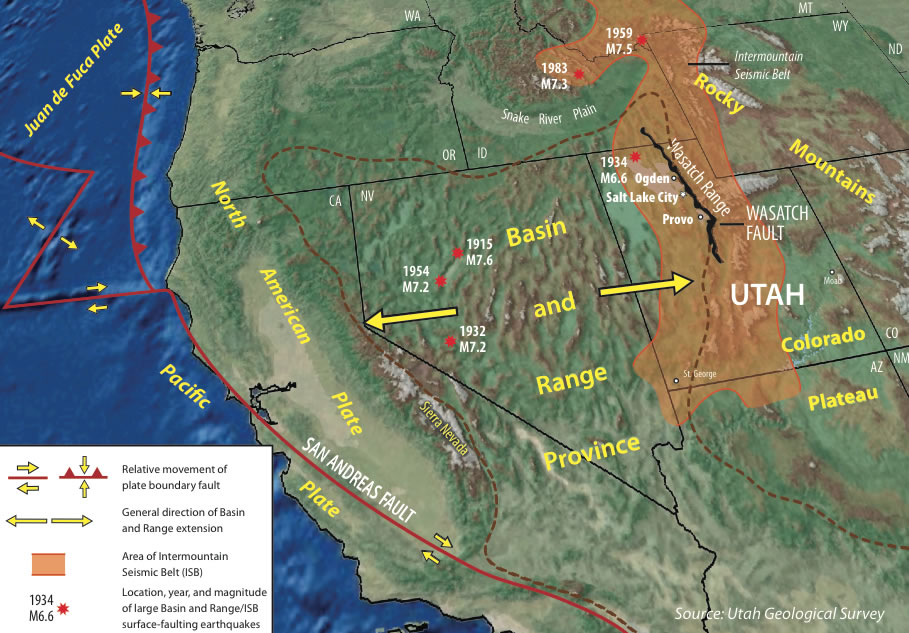 Juan de Fuca Plate
WA
MT
WY
ND
1959
M7.5
1983
M7.3
Intermountain
Seismic Belt
Rocky
Mountains
Snake River Plain
OR
ID
1934
M6.6
Wasatch Range
Ogden
Salt Lake City
Provo
WASATCH
FAULT
North
American
Plate
CA
NV
Basin
and
Range
Province
1915
M7.6
1954
M7.2
1932
M7.2
UTAH
Moab
Colorado
Plateau
CO
AZ
NM
St. George
Pacific
Plate
Sierra Nevada
SAN ANDREAS FAULT
Relative movement of
plate boundary fault
General direction of Basin
and Range extension
Area of Intermountain
Seismic Belt (ISB)
1934
M6.6
Location, year, and magnitude
of large Basin and Range/ISB
surface-faulting earthquakes
Source: Utah Geological Survey